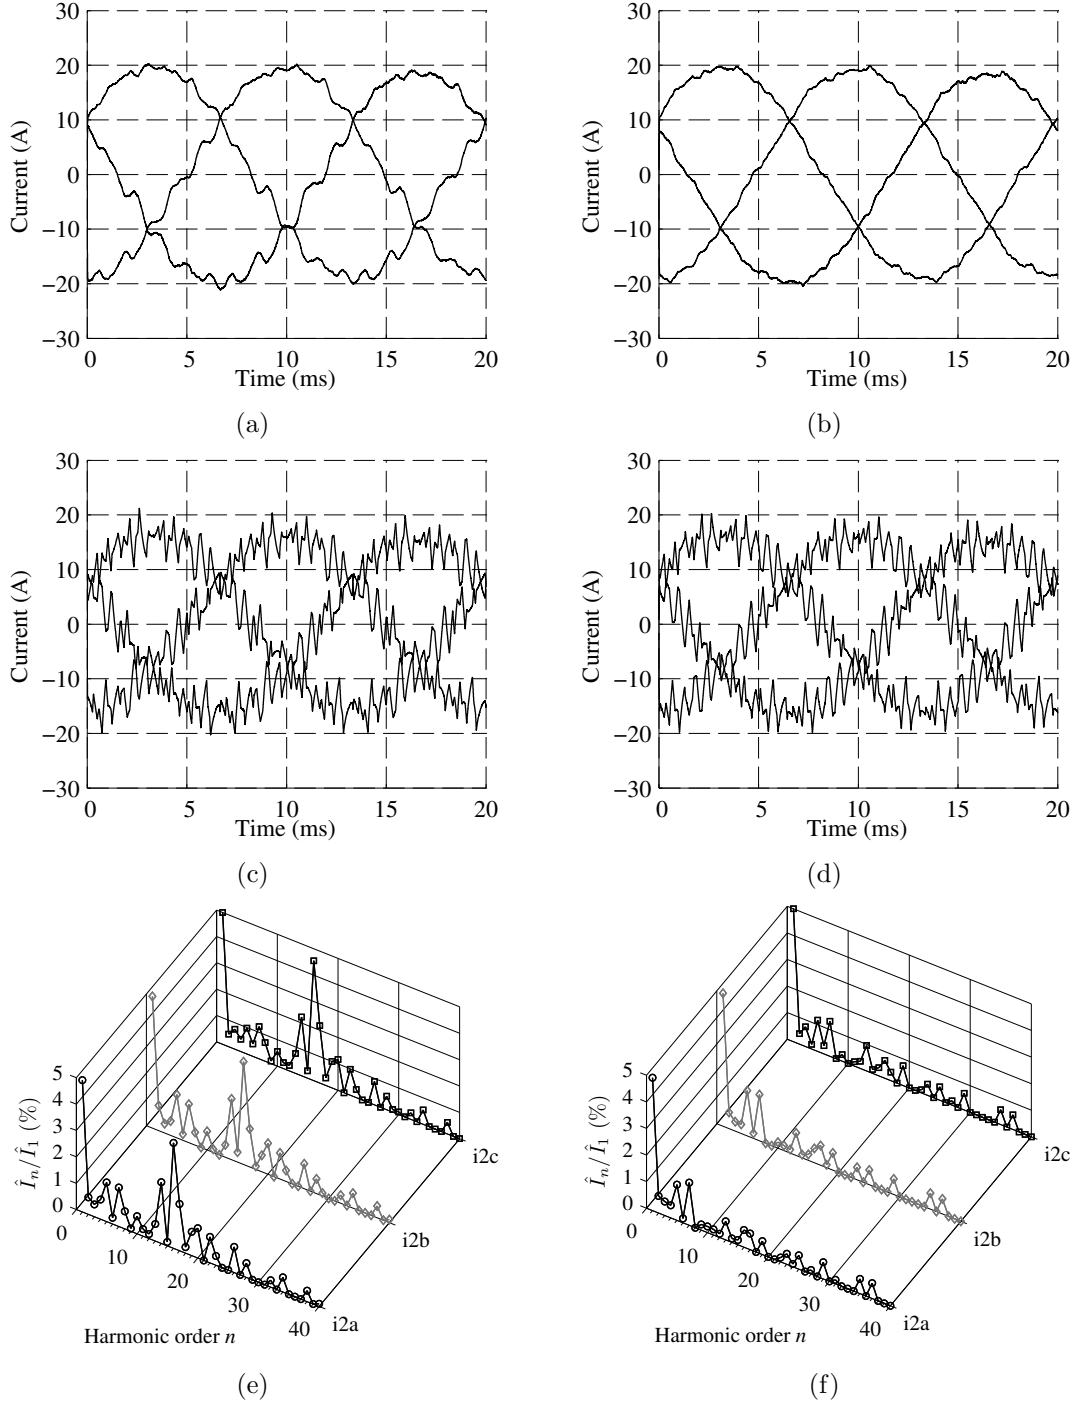 30
20
10
0
−10
−20
−30
Current (A)
0 5 10 15 20
Time (ms)
(a)
30
20
10
0
−10
−20
−30
Current (A)
0 5 10 15 20
Time (ms)
(b)
30
20
10
0
−10
−20
−30
Current (A)
0 5 10 15 20
Time (ms)
(c)
30
20
10
0
−10
−20
−30
Current (A)
0 5 10 15 20
Time (ms)
(d)
5
4
3
2
1
0
Î_n/Î_1 (%)
0
10
20
30
40
i2c
i2b
i2a
Harmonic order n
(e)
5
4
3
2
1
0
Î_n/Î_1 (%)
0
10
20
30
40
i2c
i2b
i2a
Harmonic order n
(f)